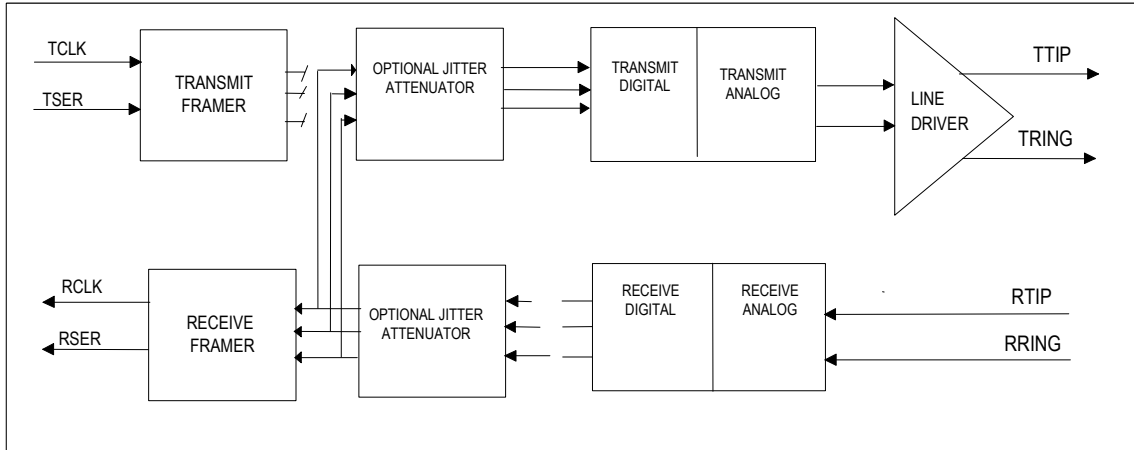 TCLK
TSER
TRANSMIT
FRAMER
OPTIONAL JITTER
ATTENUATOR
TRANSMIT
DIGITAL
TRANSMIT
ANALOG
LINE
DRIVER
TTIP
TRING
RCLK
RSER
RECEIVE
FRAMER
OPTIONAL JITTER
ATTENUATOR
RECEIVE
DIGITAL
RECEIVE
ANALOG
RTIP
RRING